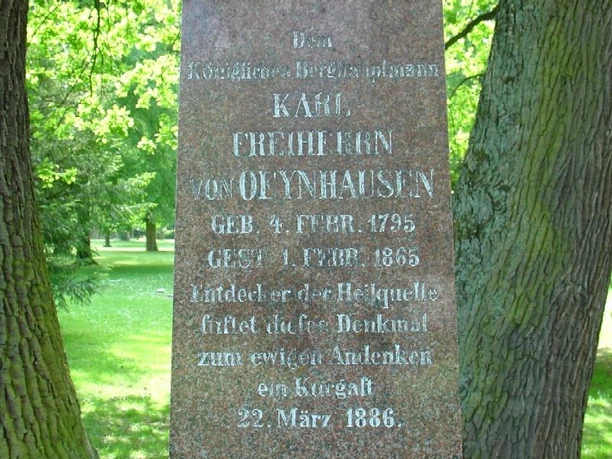 Dem
Königlichen Berghauptmann
KARL
FREIHERRN
VON OEYNHAUSEN
GEB. 4. FEBR. 1795
GEST. 1. FEBR. 1865
Entdecker der Heilquelle
stiftet dieses Denkmal
zum ewigen Andenken
ein Kurgast
22. März 1886.